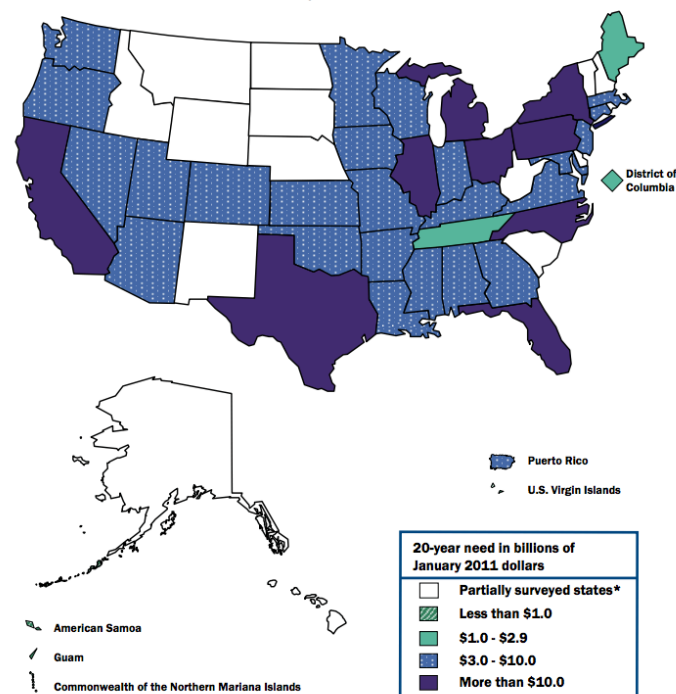 District of
Columbia
Puerto Rico
U.S. Virgin Islands
20-year need in billions of
January 2011 dollars
Partially surveyed states*
Less than $1.0
$1.0 - $2.9
$3.0 - $10.0
More than $10.0
American Samoa
Guam
Commonwealth of the Northern Mariana Islands